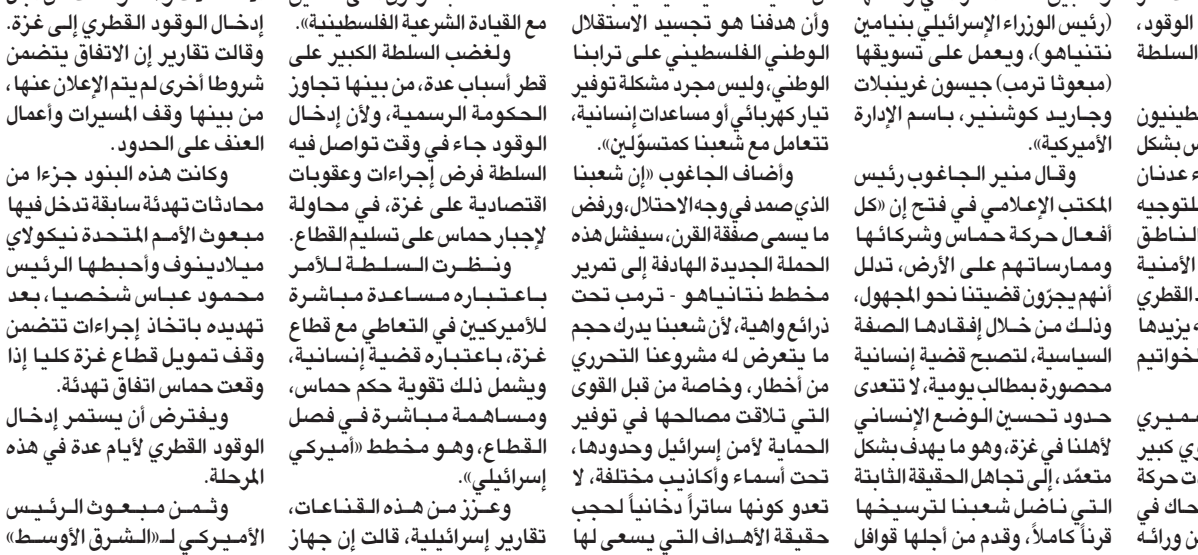 الوقود،
السلطة
بشكل
عدنان
للتوجيه
الناطق
الأمنية
القطري
يزيدها
كبير
حركة
في
ورائه
(رئيس الوزراء الإسرائيلي بنيامين
نتنياهو)، ويعمل على تسويقها
(مبعوثا ترمب) جيسون غرينبلات
وجاريد كوشنير، باسم الإدارة
الأميركية».
وقال منير الجاغوب رئيس
المكتب الإعلامي في فتح إن «كل
أفعال حركة حماس وشركائها
وممارساتهم على الأرض، تدلل
أنهم يجرّون قضيتنا نحو المجهول،
وذلك من خلال إفقادها الصفة
السياسية، لتصبح قضية إنسانية
محصورة بمطالب يومية، لا تتعدى
حدود تحسين الوضع الإنساني
لأهلنا في غزة، وهو ما يهدف بشكل
متعمّد، إلى تجاهل الحقيقة الثابتة
التي ناضل شعبنا لترسيخها
قرناً كاملاً، وقدم من أجلها قوافل
وأن هدفنا هو تجسيد الاستقلال
الوطني الفلسطيني على ترابنا
الوطني، وليس مجرد مشكلة توفير
تيار كهربائي أو مساعدات إنسانية،
تتعامل مع شعبنا كمتسوّلين».
وأضاف الجاغوب «إن شعبنا
الذي صمد في وجه الاحتلال، ورفض
ما يسمى صفقة القرن، سيفشل هذه
الحملة الجديدة الهادفة إلى تمرير
مخطط نتانياهو - ترمب تحت
ذرائع واهية، لأن شعبنا يدرك حجم
ما يتعرض له مشروعنا التحرري
من أخطار، وخاصة من قبل القوى
التي تلاقت مصالحها في توفير
الحماية لأمن إسرائيل وحدودها،
تحت أسماء وأكاذيب مختلفة، لا
تعدو كونها ساتراً دخانياً لحجب
حقيقة الأهداف التي يسعى لها
مع القيادة الشرعية الفلسطينية».
ولغضب السلطة الكبير على
قطر أسباب عدة، من بينها تجاوز
الحكومة الرسمية، ولأن إدخال
الوقود جاء في وقت تواصل فيه
السلطة فرض إجراءات وعقوبات
اقتصادية على غزة، في محاولة
لإجبار حماس على تسليم القطاع.
ونظرت السلطة للأمر
باعتباره مساعدة مباشرة
للأميركيين في التعاطي مع قطاع
غزة، باعتباره قضية إنسانية،
ويشمل ذلك تقوية حكم حماس،
ومساهمة مباشرة في فصل
القطاع، وهو مخطط «أميركي
إسرائيلي».
وعزز من هذه القناعات،
تقارير إسرائيلية، قالت إن جهاز
إدخال الوقود القطري إلى غزة.
وقالت تقارير إن الاتفاق يتضمن
شروطا أخرى لم يتم الإعلان عنها،
من بينها وقف المسيرات وأعمال
العنف على الحدود.
وكانت هذه البنود جزءا من
محادثات تهدئة سابقة تدخل فيها
مبعوث الأمم المتحدة نيكولاي
ميلادينوف وأحبطها الرئيس
محمود عباس شخصيا، بعد
تهديده باتخاذ إجراءات تتضمن
وقف تمويل قطاع غزة كليا إذا
وقعت حماس اتفاق تهدئة.
ويفترض أن يستمر إدخال
الوقود القطري لأيام عدة في هذه
المرحلة.
وثمن مبعوث الرئيس
الأميركي لـ«الشرق الأوسط»